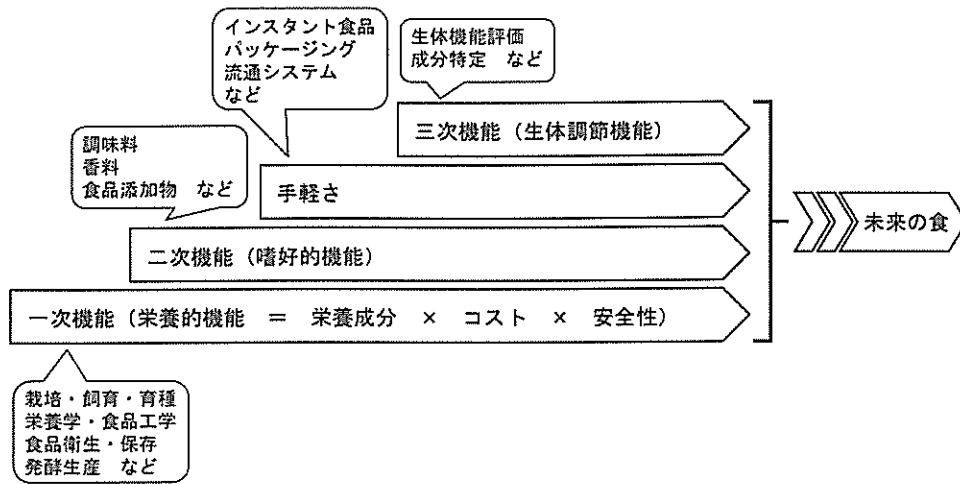 インスタント食品
パッケージング
流通システム
など
生体機能評価
成分特定　など
三次機能（生体調節機能）
調味料
香料
食品添加物　など
手軽さ
未来の食
二次機能（嗜好的機能）
一次機能（栄養的機能　＝　栄養成分　×　コスト　×　安全性）
栽培・飼育・育種
栄養学・食品工学
食品衛生・保存
発酵生産　など